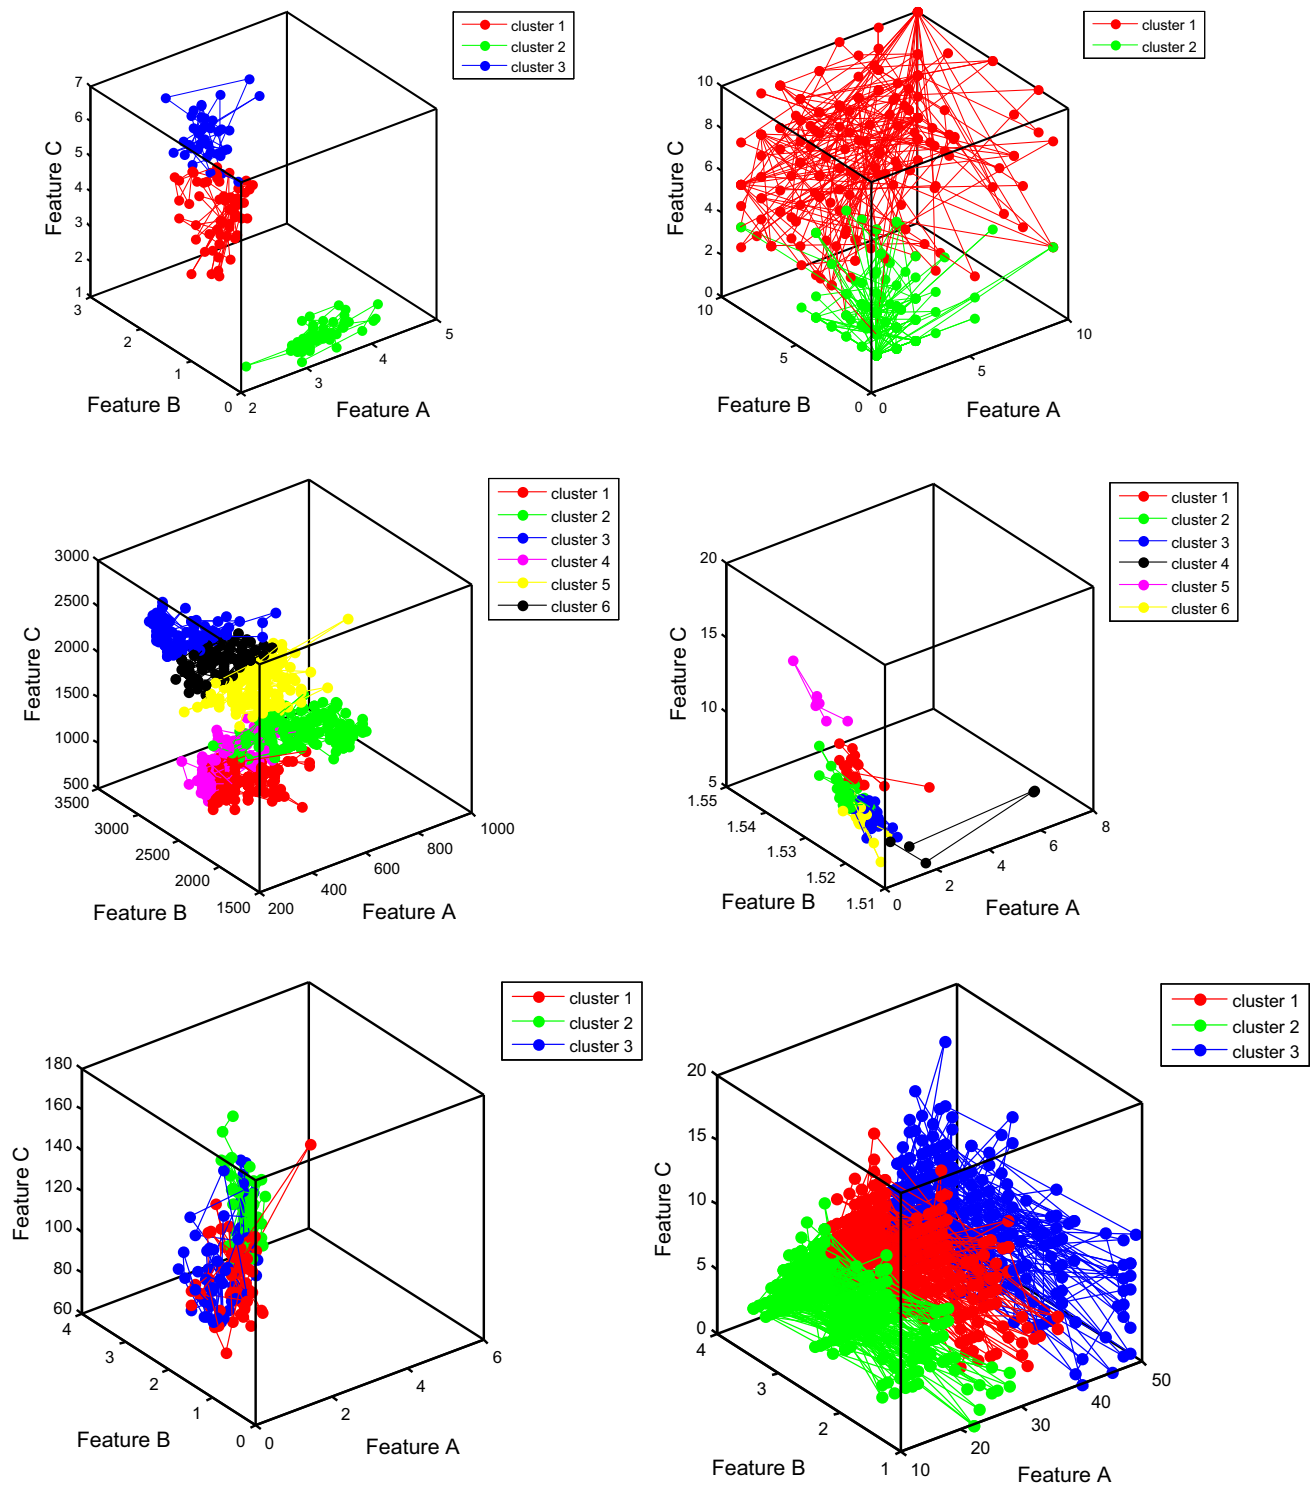 cluster 1
cluster 2
cluster 3
7
6
5
4
3
2
1
3
2
1
0
2
3
4
5
Feature C
Feature B
Feature A
cluster 1
cluster 2
10
8
6
4
2
0
10
5
0
0
5
10
Feature C
Feature B
Feature A
cluster 1
cluster 2
cluster 3
cluster 4
cluster 5
cluster 6
3000
2500
2000
1500
1000
500
3500
3000
2500
2000
1500
200
400
600
800
1000
Feature C
Feature B
Feature A
cluster 1
cluster 2
cluster 3
cluster 4
cluster 5
cluster 6
20
15
10
5
1.55
1.54
1.53
1.52
1.51
0
2
4
6
8
Feature C
Feature B
Feature A
cluster 1
cluster 2
cluster 3
180
160
140
120
100
80
60
4
3
2
1
0
0
2
4
6
Feature C
Feature B
Feature A
cluster 1
cluster 2
cluster 3
20
15
10
5
0
4
3
2
1
10
20
30
40
50
Feature C
Feature B
Feature A